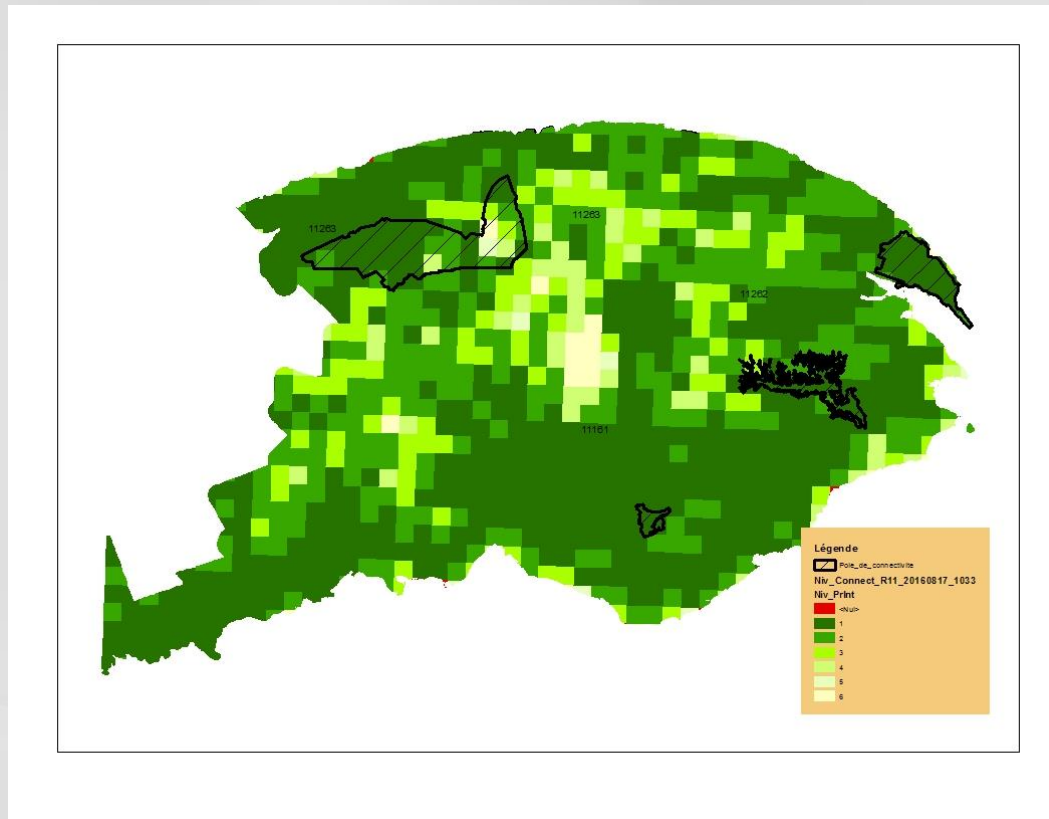 11263
11263
11262
11161
Légende
Pole_de_connectivite
Niv_Connect_R11_20160817_1033
Niv_PrInt
<Nul>
1
2
3
4
5
6